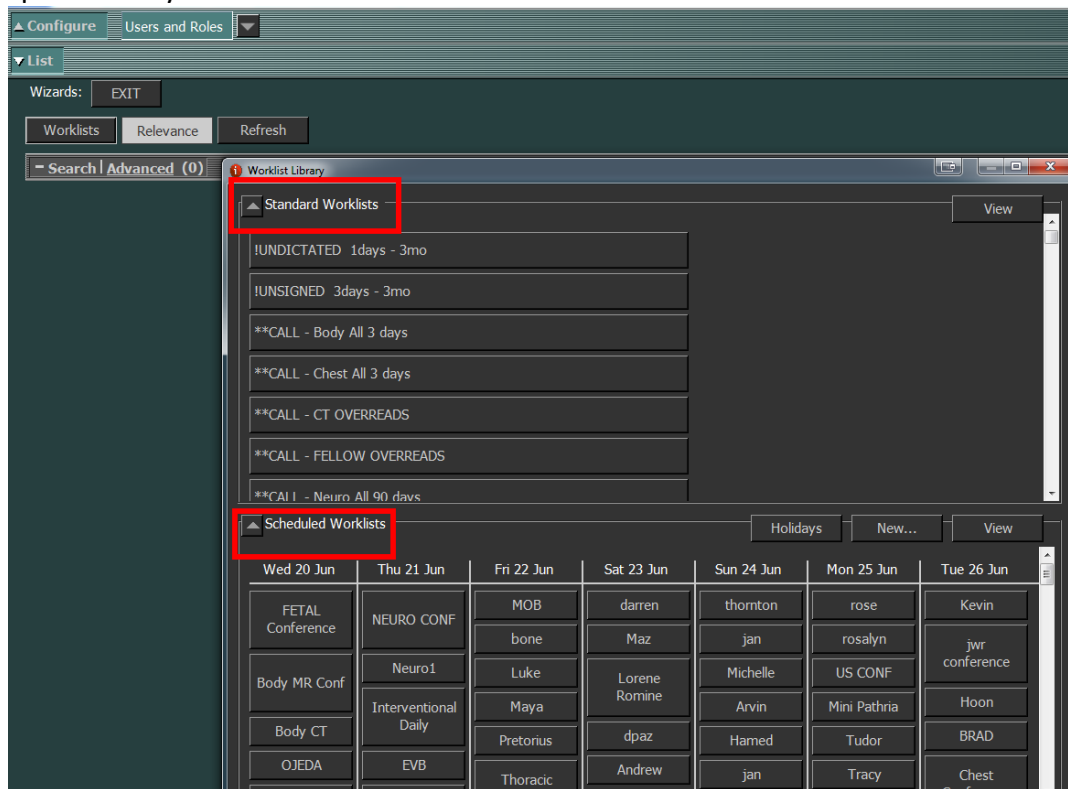 Configure Users and Roles
List
Wizards: EXIT
Worklists Relevance Refresh
Search | Advanced (0)
Worklist Library
Standard Worklists View
!UNDICTATED 1days - 3mo
!UNSIGNED 3days - 3mo
**CALL - Body All 3 days
**CALL - Chest All 3 days
**CALL - CT OVERREADS
**CALL - FELLOW OVERREADS
**CALL - Neuro All 90 days
Scheduled Worklists Holidays New... View
Wed 20 Jun Thu 21 Jun Fri 22 Jun Sat 23 Jun Sun 24 Jun Mon 25 Jun Tue 26 Jun
FETAL Conference
Body MR Conf
Body CT
OJEDA
NEURO CONF
Neuro1
Interventional Daily
EVB
MOB
bone
Luke
Maya
Pretorius
Thoracic
darren
Maz
Lorene Romine
dpaz
Andrew
thornton
jan
Michelle
Arvin
Hamed
jan
rose
rosalyn
US CONF
Mini Pathria
Tudor
Tracy
Kevin
jwr conference
Hoon
BRAD
Chest